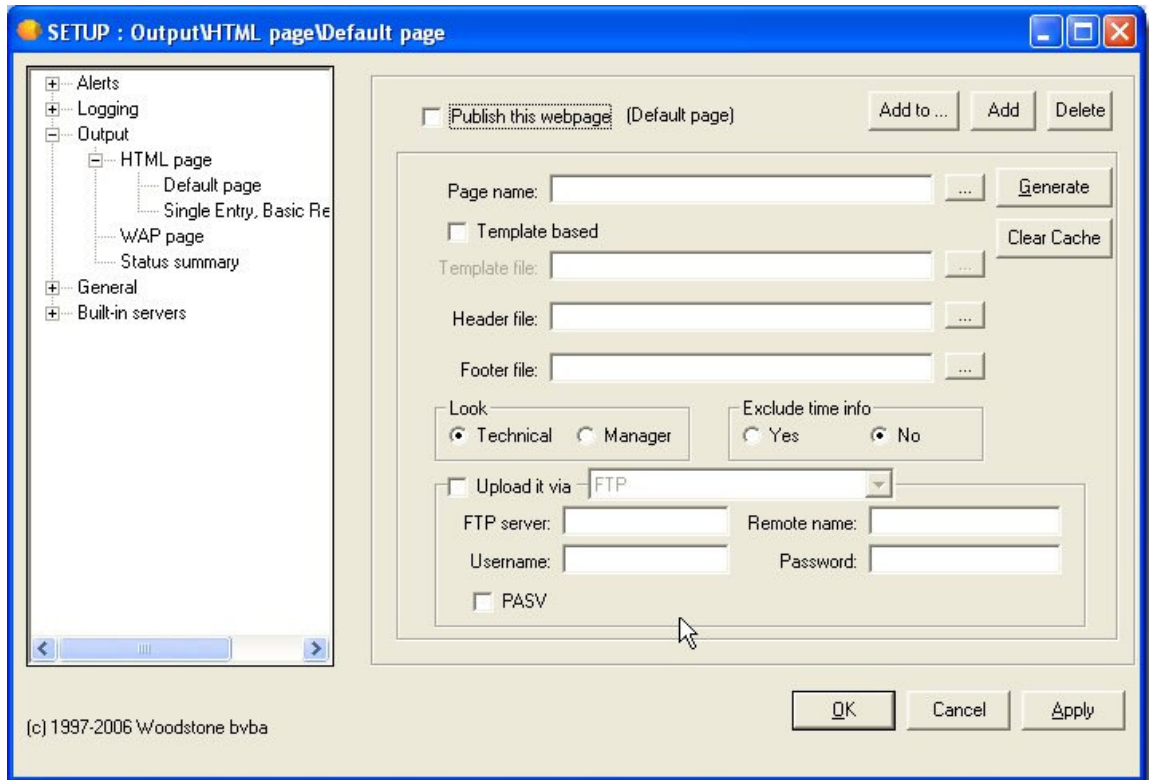 SETUP : Output\HTML page\Default page
Alerts
Logging
Output
HTML page
Default page
Single Entry, Basic Re
WAP page
Status summary
General
Built-in servers
Publish this webpage (Default page)
Add to ... Add Delete
Page name: ... Generate
Template based
Clear Cache
Template file: ...
Header file: ...
Footer file: ...
Look
Technical Manager
Exclude time info
Yes No
Upload it via FTP
FTP server: Remote name:
Username: Password:
PASV
OK Cancel Apply
(c) 1997-2006 Woodstone bvba